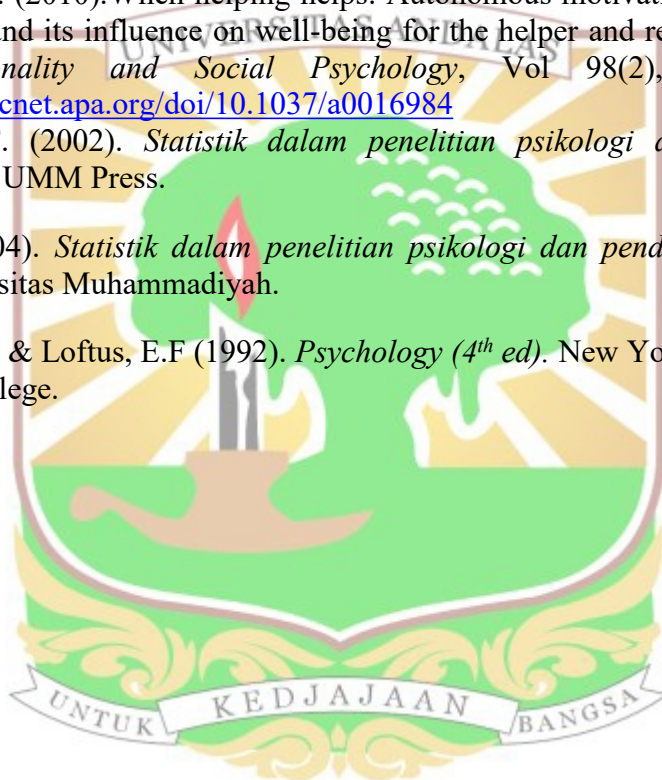 . (2010).When helping helps: Autonomous motivati
nd its influence on well-being for the helper and re
UNIVERSITAS ANDALAS
nality and Social Psychology, Vol 98(2),
cnet.apa.org/doi/10.1037/a0016984
. (2002). Statistik dalam penelitian psikologi d
UMM Press.
04). Statistik dalam penelitian psikologi dan pend
sitas Muhammadiyah.
& Loftus, E.F (1992). Psychology (4th ed). New Yo
lege.
UNTUK KEDJAJAAN BANGSA